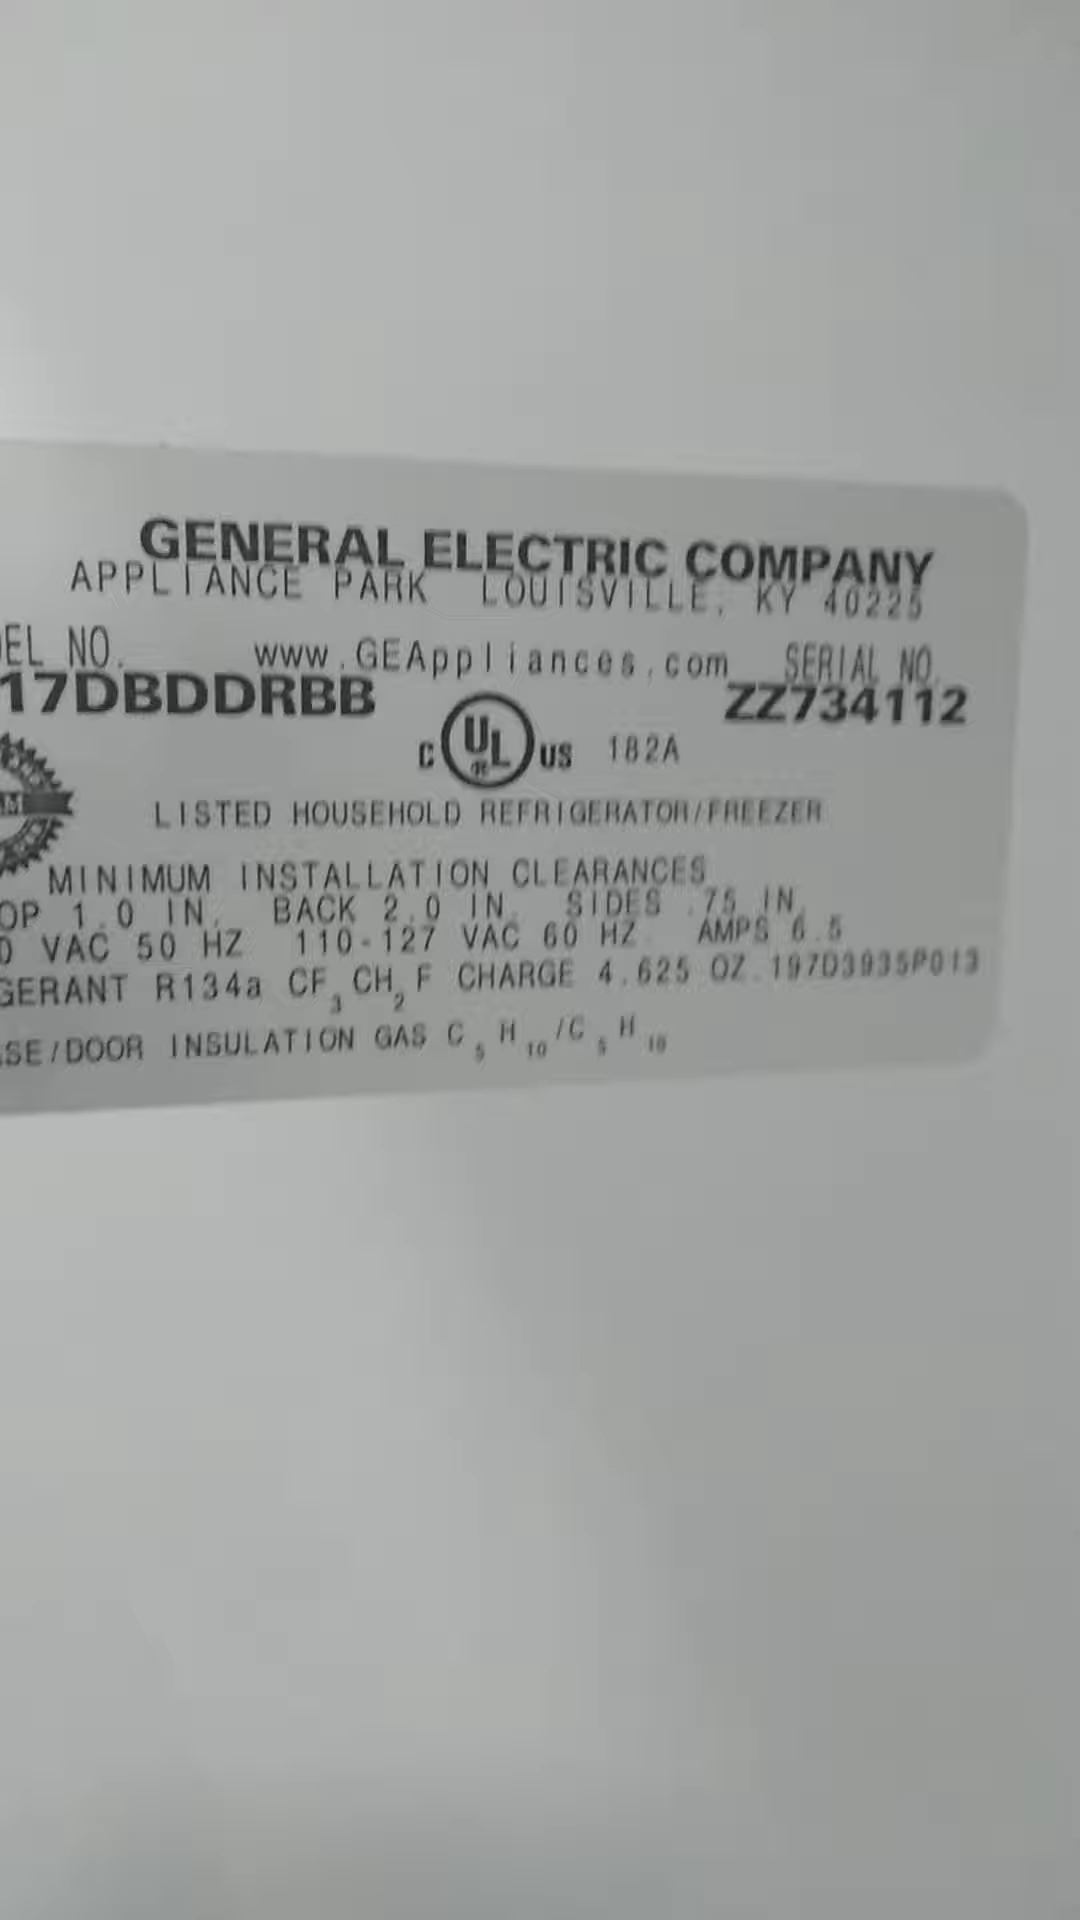 GENERAL ELECTRIC COMPANY
APPLIANCE PARK LOUISVILLE, KY 40225
DEL NO. www.GEAppliances.com SERIAL NO.
17DBDDRBB ZZ734112
C UL US 182A
LISTED HOUSEHOLD REFRIGERATOR/FREEZER
MINIMUM INSTALLATION CLEARANCES
OP 1.0 IN. BACK 2.0 IN. SIDES .75 IN.
0 VAC 50 HZ 110-127 VAC 60 HZ AMPS 6.5
GERANT R134a CF3CH2F CHARGE 4.625 OZ. 197D3935P013
ASE/DOOR INSULATION GAS C5H10/C5H10